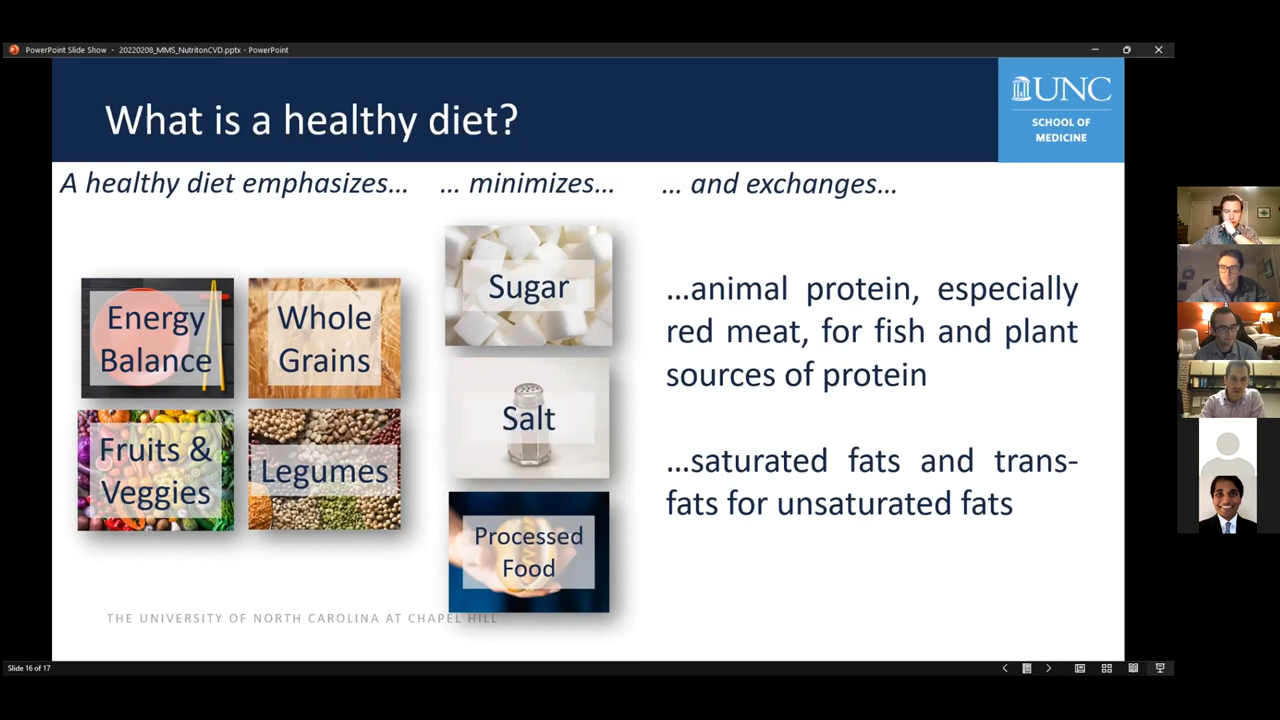 PowerPoint Slide Show - 20220208_MMS_NutritonCVD.pptx - PowerPoint
What is a healthy diet?
UNC
SCHOOL OF
MEDICINE
A healthy diet emphasizes...
... minimizes...
... and exchanges...
Energy
Balance
Whole
Grains
Fruits &
Veggies
Legumes
Sugar
Salt
Processed
Food
...animal protein, especially
red meat, for fish and plant
sources of protein
...saturated fats and trans-
fats for unsaturated fats
THE UNIVERSITY OF NORTH CAROLINA AT CHAPEL HILL
Slide 16 of 17